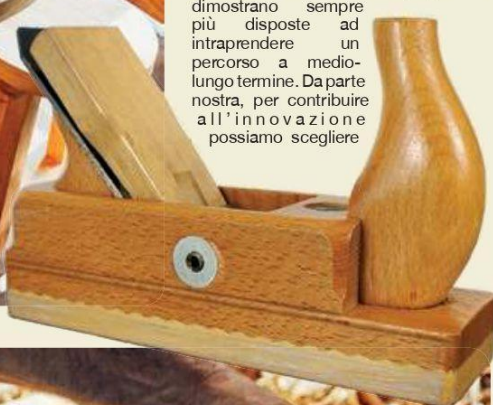 dimostrano sempre
più disposte ad
intraprendere un
percorso a medio-
lungo termine. Da parte
nostra, per contribuire
all'innovazione
possiamo scegliere